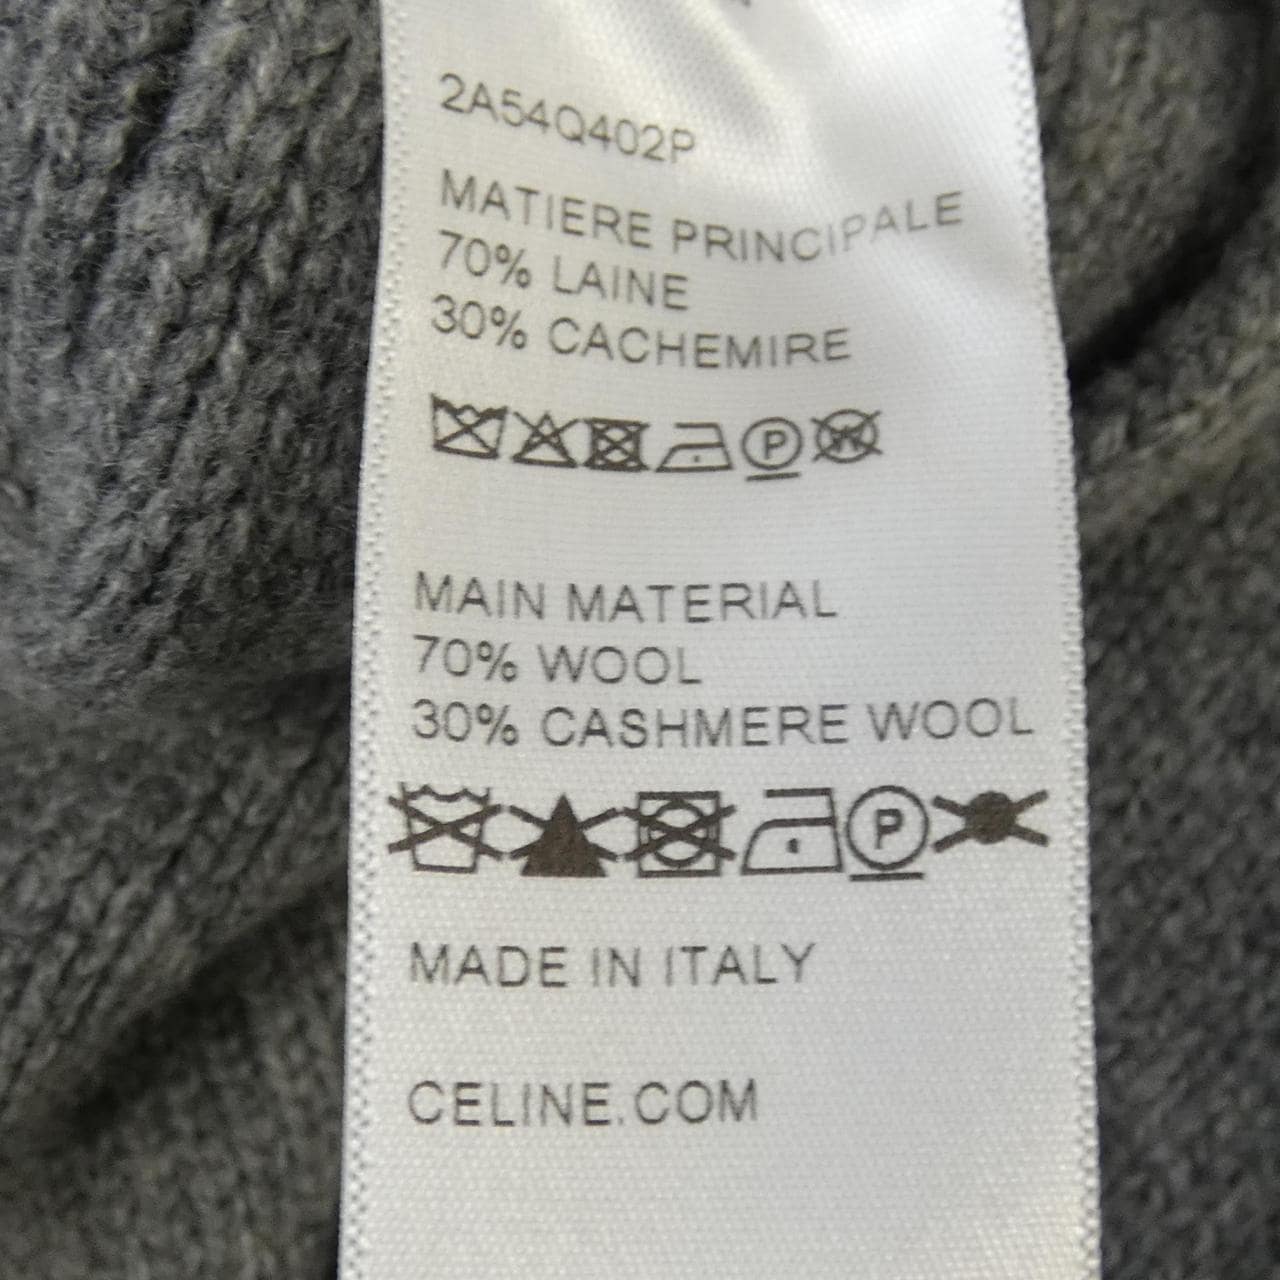 2A54Q402P
MATIERE PRINCIPALE
70% LAINE
30% CACHEMIRE
P W
MAIN MATERIAL
70% WOOL
30% CASHMERE WOOL
P
MADE IN ITALY
CELINE.COM